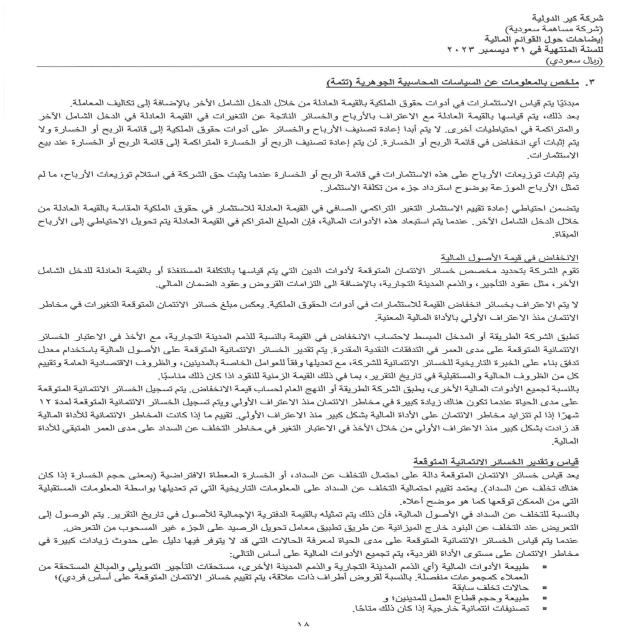 شركة كير الدولية
(شركة مساهمة سعودية)
إيضاحات حول القوائم المالية
للسنة المنتهية في ٣١ ديسمبر ٢٠٢٣
(ريال سعودي)
٣. ملخص بالمعلومات عن السياسات المحاسبية الجوهرية (تتمة)
مبدئيًا يتم قياس الاستثمارات في أدوات حقوق الملكية بالقيمة العادلة من خلال الدخل الشامل الأخر بالإضافة إلى تكاليف المعاملة.
بعد ذلك، يتم قياسها بالقيمة العادلة مع الاعتراف بالأرباح والخسائر الناتجة عن التغيرات في القيمة العادلة في الدخل الشامل الآخر
والمتراكمة في احتياطيات أخرى. لا يتم أبدا إعادة تصنيف الأرباح والخسائر على أدوات حقوق الملكية إلى قائمة الربح أو الخسارة ولا
يتم إثبات أي انخفاض في قائمة الربح أو الخسارة. لن يتم إعادة تصنيف الربح أو الخسارة المتراكمة إلى قائمة الربح أو الخسارة عند بيع
الاستثمارات.
يتم إثبات توزيعات الأرباح على هذه الاستثمارات في قائمة الربح أو الخسارة عندما يثبت حق الشركة في استلام توزيعات الأرباح، ما لم
تمثل الأرباح الموزعة بوضوح استرداد جزء من تكلفة الاستثمار.
يتضمن احتياطي إعادة تقييم الاستثمار التغير التراكمي الصافي في القيمة العادلة للاستثمار في حقوق الملكية المقاسة بالقيمة العادلة من
خلال الدخل الشامل الآخر. عندما يتم استبعاد هذه الأدوات المالية، فإن المبلغ المتراكم في القيمة العادلة يتم تحويل الاحتياطي إلى الأرباح
المبقاة.
الانخفاض في قيمة الأصول المالية
تقوم الشركة بتحديد مخصص خسائر الائتمان المتوقعة لأدوات الدين التي يتم قياسها بالتكلفة المستنفذة أو بالقيمة العادلة للدخل الشامل
الآخر، مثل عقود التأجير، والذمم المدينة التجارية، بالإضافة الى التزامات القروض وعقود الضمان المالي.
لا يتم الاعتراف بخسائر انخفاض القيمة للاستثمارات في أدوات الحقوق الملكية. يعكس مبلغ خسائر الائتمان المتوقعة التغيرات في مخاطر
الائتمان منذ الاعتراف الأولي بالأداة المالية المعنية.
تطبق الشركة الطريقة أو المدخل المبسط لاحتساب الانخفاض في القيمة بالنسبة للذمم المدينة التجارية، مع الأخذ في الاعتبار الخسائر
الائتمانية المتوقعة على مدى العمر في التدفقات النقدية المقدرة. يتم تقدير الخسائر الائتمانية المتوقعة على الأصول المالية باستخدام معدل
تدفق بناء على الخبرة التاريخية للخسائر الائتمانية للشركة، مع تعديلها وفقاً للعوامل الخاصة بالمدينين، والظروف الاقتصادية العامة وتقييم
كل من الظروف الحالية والمستقبلية في تاريخ التقرير، بما في ذلك القيمة الزمنية للنقود اذا كان ذلك مناسبًا.
بالنسبة لجميع الأدوات المالية الأخرى، يطبق الشركة الطريقة أو النهج العام لحساب قيمة الانخفاض. يتم تسجيل الخسائر الائتمانية المتوقعة
على مدى الحياة عندما تكون هناك زيادة كبيرة في مخاطر الائتمان منذ الاعتراف الأولي ويتم تسجيل الخسائر الائتمانية المتوقعة لمدة ١٢
شهرًا إذا لم تتزايد مخاطر الائتمان على الأداة المالية بشكل كبير منذ الاعتراف الأولي. تقييم ما إذا كانت المخاطر الائتمانية للأداة المالية
قد زادت بشكل كبير منذ الاعتراف الأولي من خلال الأخذ في الاعتبار التغير في مخاطر التخلف عن السداد على مدى العمر المتبقي للأداة
المالية.
قياس وتقدير الخسائر الائتمانية المتوقعة
يعد قياس خسائر الائتمان المتوقعة دالة على احتمال التخلف عن السداد، أو الخسارة المعطاة الافتراضية (بمعنى حجم الخسارة إذا كان
هناك تخلف عن السداد). يعتمد تقييم احتمالية التخلف عن السداد على المعلومات التاريخية التي تم تعديلها بواسطة المعلومات المستقبلية
التي من الممكن توقعها كما هو موضح أعلاه.
بالنسبة للتخلف عن السداد في الأصول المالية، فأن ذلك يتم تمثيله بالقيمة الدفترية الإجمالية للأصول في تاريخ التقرير. يتم الوصول إلى
التعريض عند التخلف عن البنود خارج الميزانية عن طريق تطبيق معامل تحويل الرصيد على الجزء غير المسحوب من التعرض.
عندما يتم قياس الخسائر الائتمانية المتوقعة على مدى الحياة لمعرفة الحالات التي قد لا يتوفر فيها دليل على حدوث زيادات كبيرة في
مخاطر الائتمان على مستوى الأداة الفردية، يتم تجميع الأدوات المالية على أساس التالي:
▪ طبيعة الأدوات المالية (أي الذمم المدينة التجارية والذمم المدينة الأخرى، مستحقات التأجير التمويلي والمبالغ المستحقة من
العملاء كمجموعات منفصلة. بالنسبة لقروض أطراف ذات علاقة، يتم تقييم خسائر الائتمان المتوقعة على أساس فردي)؛
▪ حالات تخلف سابقة
▪ طبيعة وحجم قطاع العمل للمدينين؛ و
▪ تصنيفات ائتمانية خارجية إذا كان ذلك متاحًا.
١٨